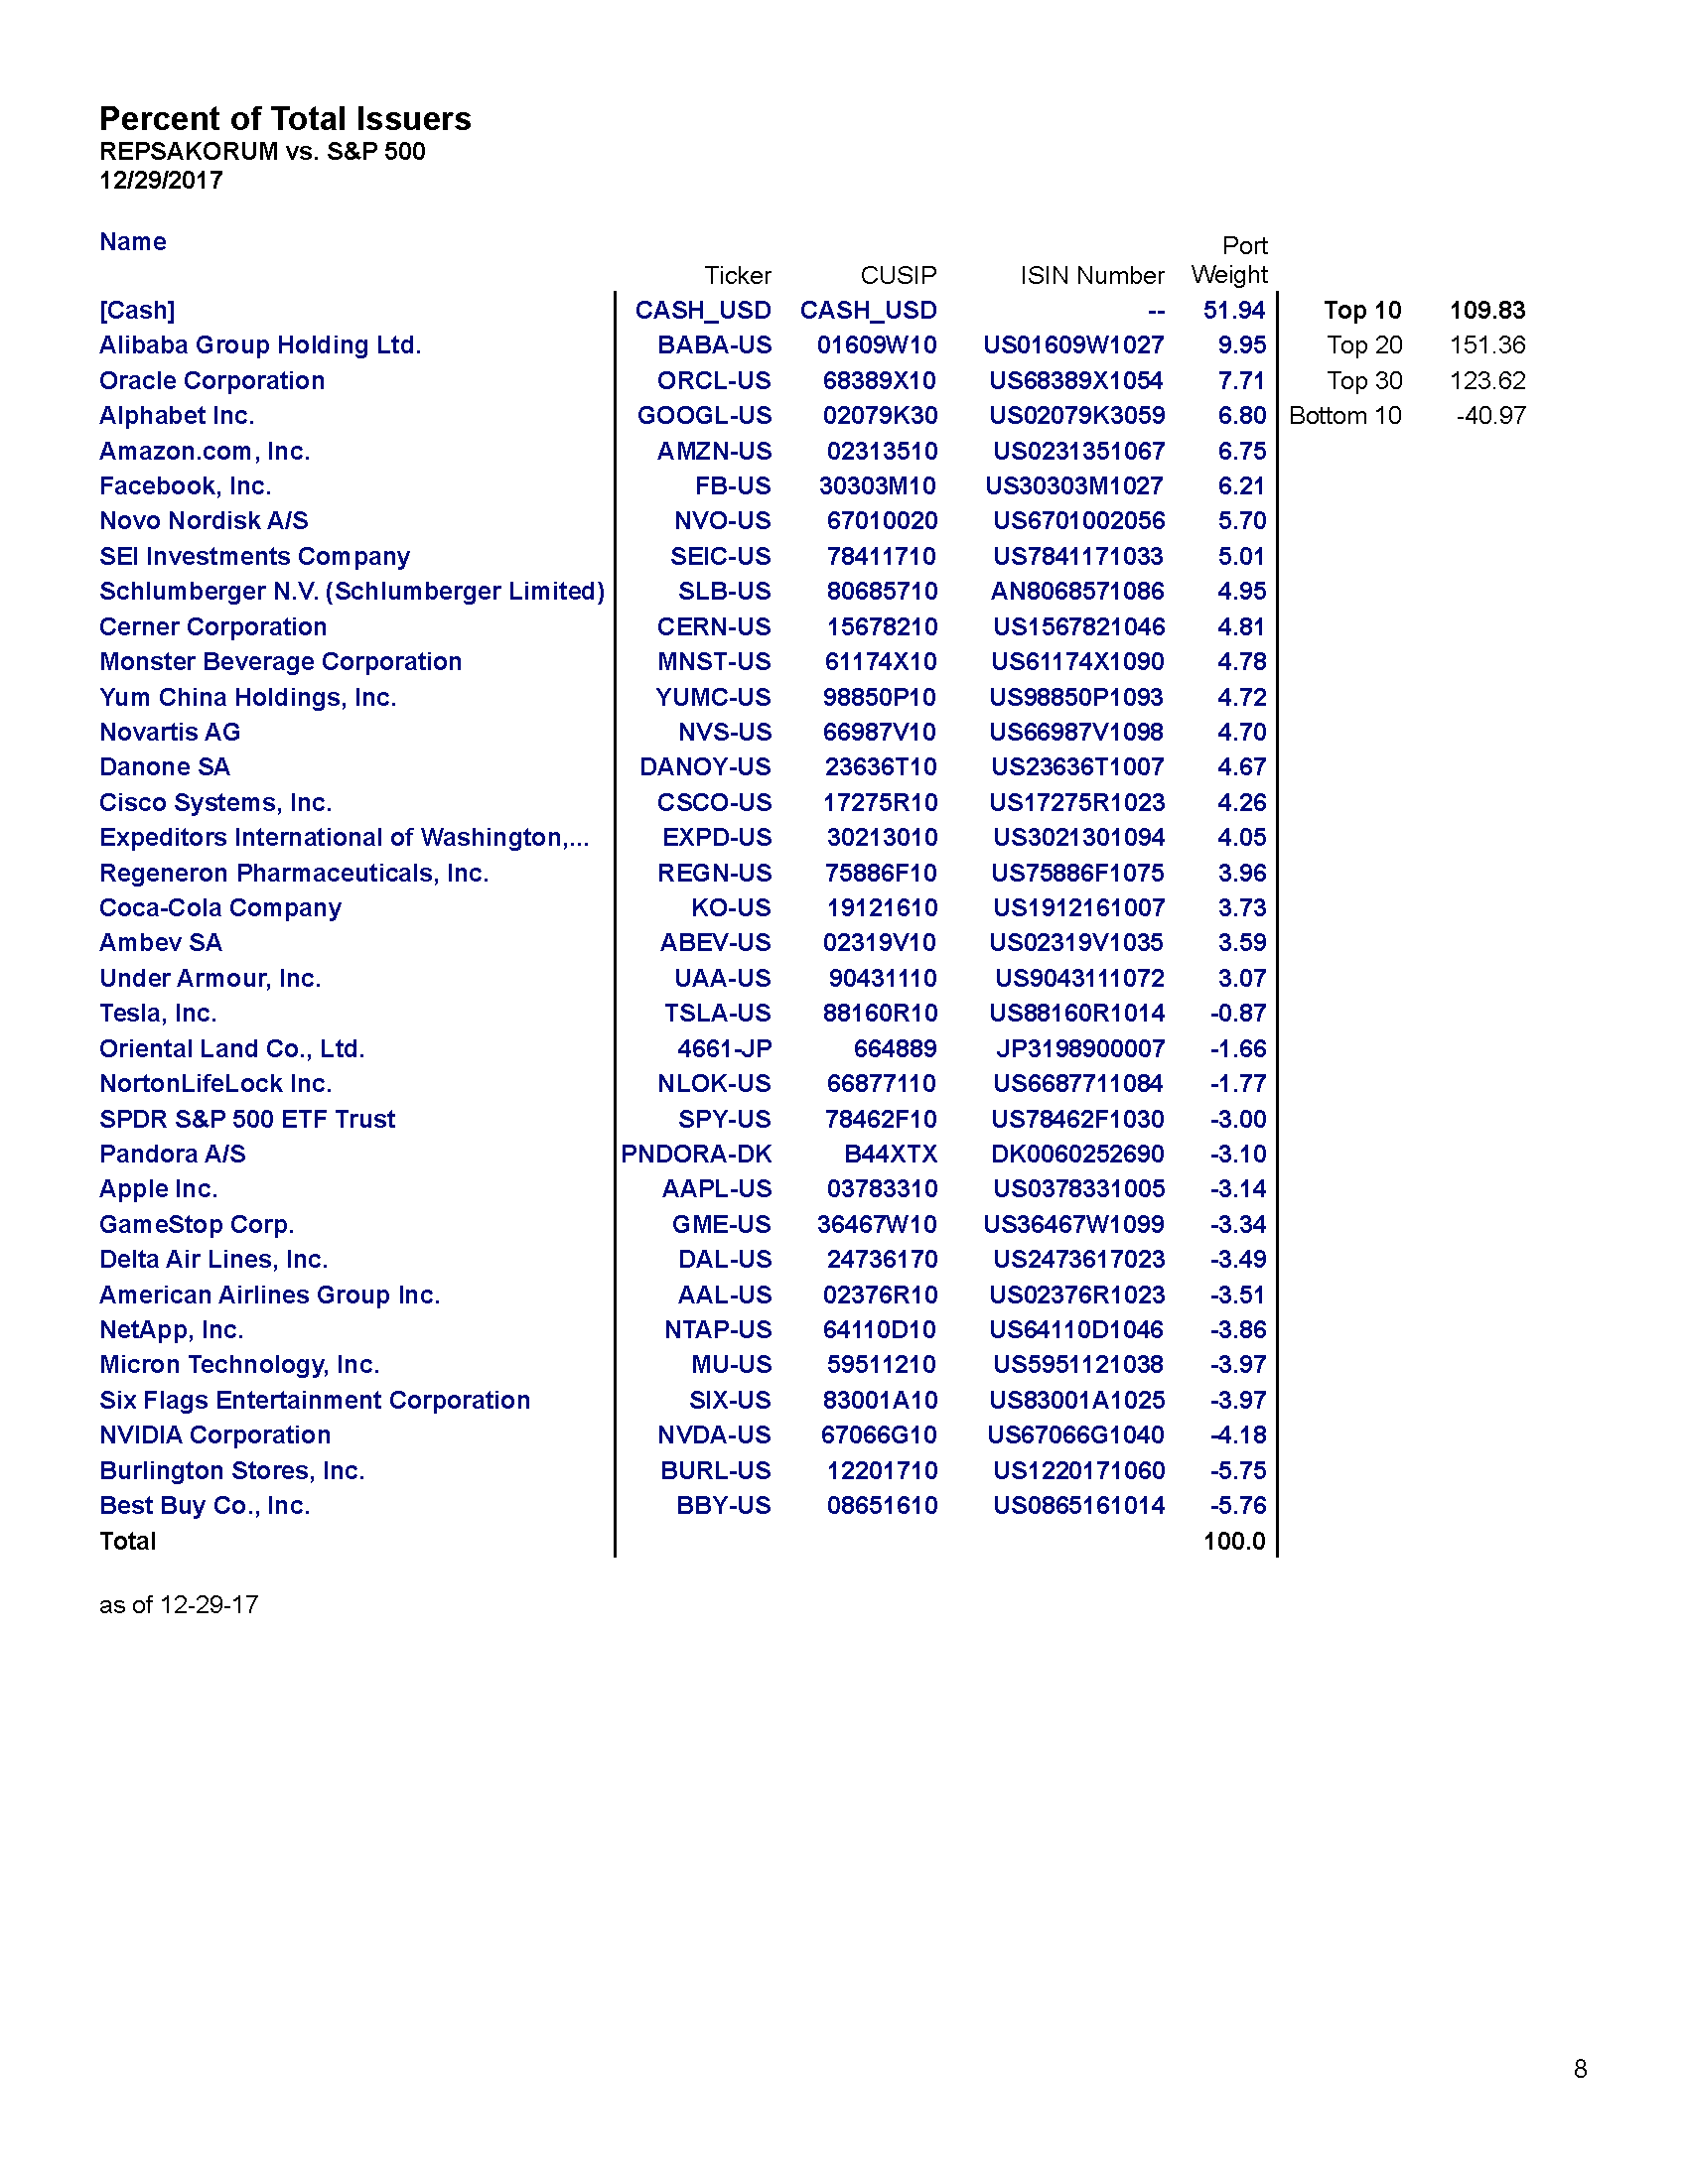 Percent of Total Issuers
REPSAKORUM vs. S&P 500
12/29/2017
Name
Port
Ticker CUSIP ISIN Number Weight
[Cash] CASH_USD CASH_USD -- 51.94 Top 10 109.83
Alibaba Group Holding Ltd. BABA-US 01609W10 US01609W1027 9.95 Top 20 151.36
Oracle Corporation ORCL-US 68389X10 US68389X1054 7.71 Top 30 123.62
Alphabet Inc. GOOGL-US 02079K30 US02079K3059 6.80 Bottom 10 -40.97
Amazon.com, Inc. AMZN-US 02313510 US0231351067 6.75
Facebook, Inc. FB-US 30303M10 US30303M1027 6.21
Novo Nordisk A/S NVO-US 67010020 US6701002056 5.70
SEI Investments Company SEIC-US 78411710 US7841171033 5.01
Schlumberger N.V. (Schlumberger Limited) SLB-US 80685710 AN8068571086 4.95
Cerner Corporation CERN-US 15678210 US1567821046 4.81
Monster Beverage Corporation MNST-US 61174X10 US61174X1090 4.78
Yum China Holdings, Inc. YUMC-US 98850P10 US98850P1093 4.72
Novartis AG NVS-US 66987V10 US66987V1098 4.70
Danone SA DANOY-US 23636T10 US23636T1007 4.67
Cisco Systems, Inc. CSCO-US 17275R10 US17275R1023 4.26
Expeditors International of Washington,... EXPD-US 30213010 US3021301094 4.05
Regeneron Pharmaceuticals, Inc. REGN-US 75886F10 US75886F1075 3.96
Coca-Cola Company KO-US 19121610 US1912161007 3.73
Ambev SA ABEV-US 02319V10 US02319V1035 3.59
Under Armour, Inc. UAA-US 90431110 US9043111072 3.07
Tesla, Inc. TSLA-US 88160R10 US88160R1014 -0.87
Oriental Land Co., Ltd. 4661-JP 664889 JP3198900007 -1.66
NortonLifeLock Inc. NLOK-US 66877110 US6687711084 -1.77
SPDR S&P 500 ETF Trust SPY-US 78462F10 US78462F1030 -3.00
Pandora A/S PNDORA-DK B44XTX DK0060252690 -3.10
Apple Inc. AAPL-US 03783310 US0378331005 -3.14
GameStop Corp. GME-US 36467W10 US36467W1099 -3.34
Delta Air Lines, Inc. DAL-US 24736170 US2473617023 -3.49
American Airlines Group Inc. AAL-US 02376R10 US02376R1023 -3.51
NetApp, Inc. NTAP-US 64110D10 US64110D1046 -3.86
Micron Technology, Inc. MU-US 59511210 US5951121038 -3.97
Six Flags Entertainment Corporation SIX-US 83001A10 US83001A1025 -3.97
NVIDIA Corporation NVDA-US 67066G10 US67066G1040 -4.18
Burlington Stores, Inc. BURL-US 12201710 US1220171060 -5.75
Best Buy Co., Inc. BBY-US 08651610 US0865161014 -5.76
Total 100.0
as of 12-29-17
8